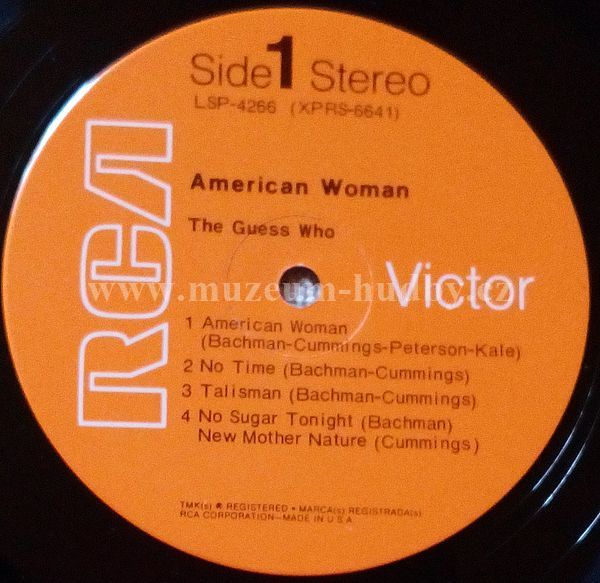 Side 1 Stereo
LSP-4266 (XPRS-6641)
RCA
American Woman
The Guess Who
Victor
www.muzeum-hudby.cz
1 American Woman
(Bachman-Cummings-Peterson-Kale)
2 No Time (Bachman-Cummings)
3 Talisman (Bachman-Cummings)
4 No Sugar Tonight (Bachman)
New Mother Nature (Cummings)
TMK(s) ® REGISTERED • MARCA(s) REGISTRADA(s)
RCA CORPORATION—MADE IN U.S.A.